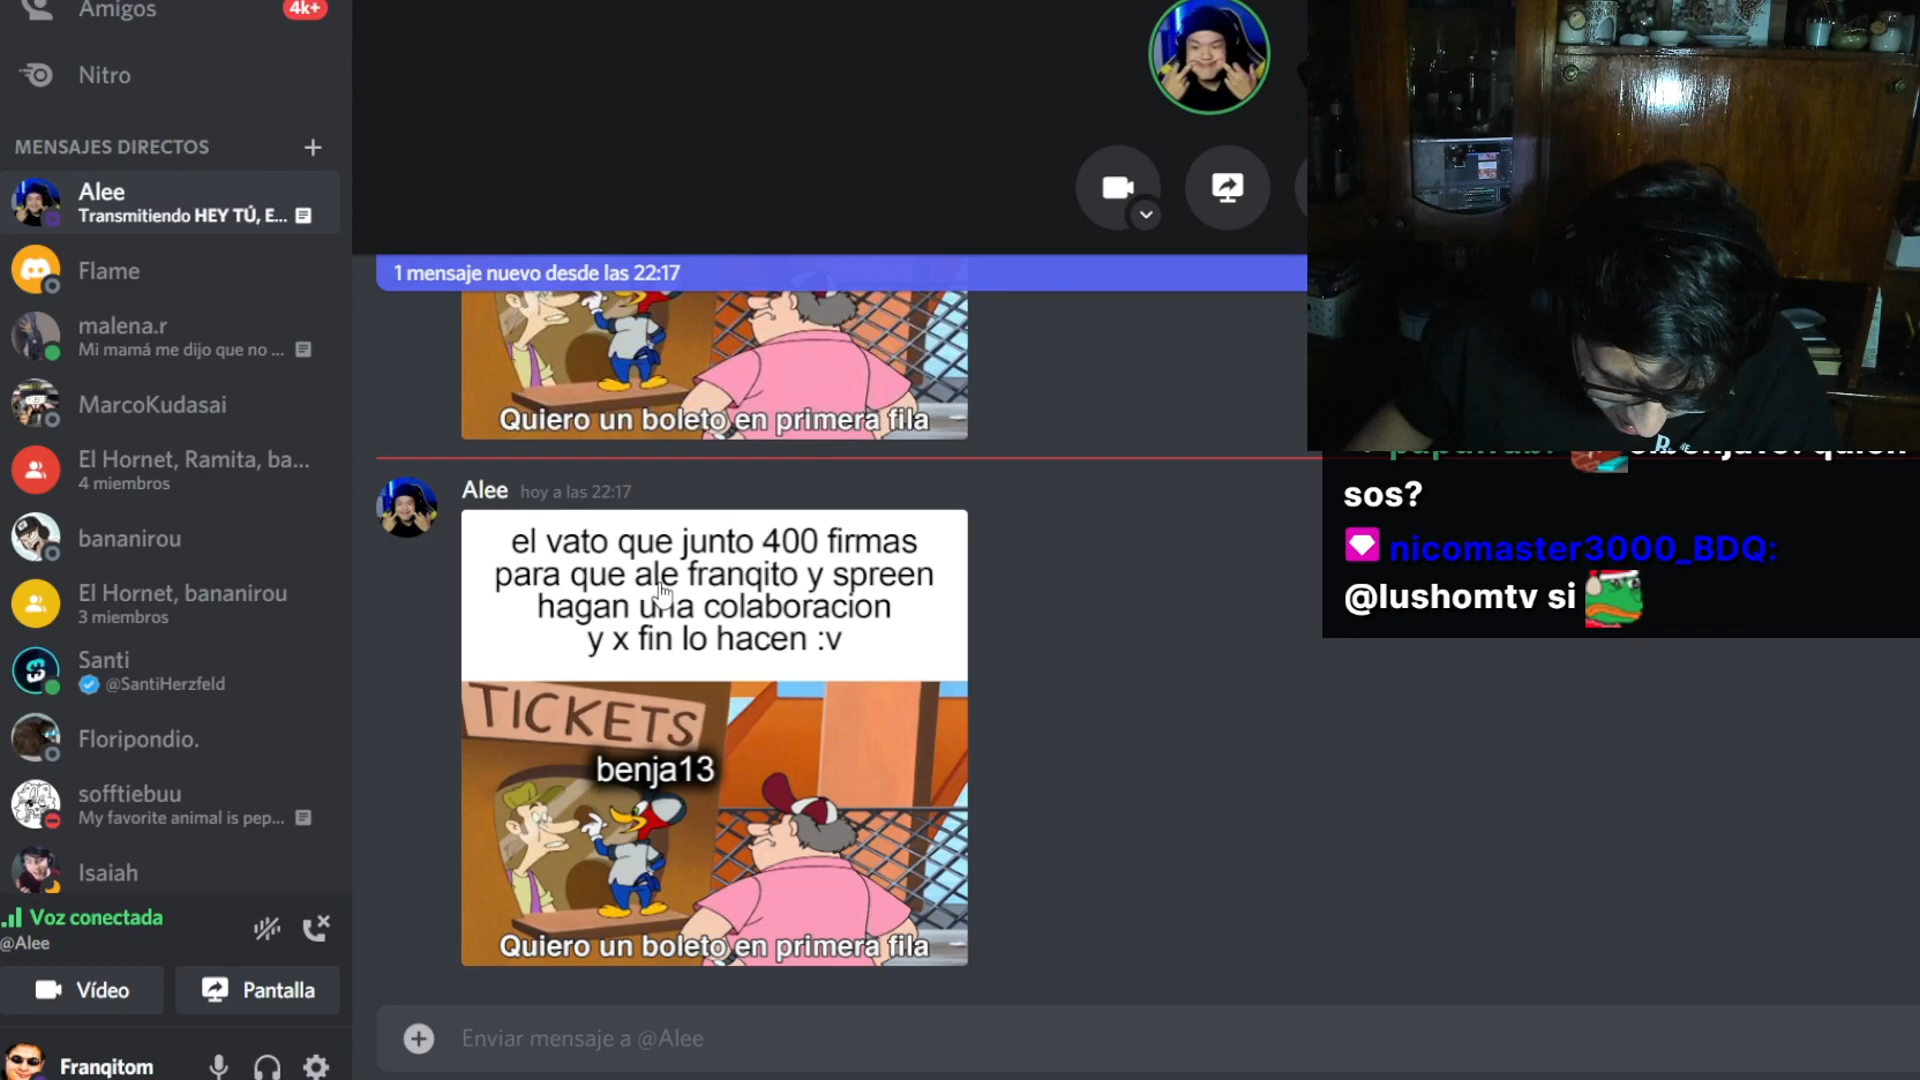 Amigos
4k+
Nitro
MENSAJES DIRECTOS
Alee
Transmitiendo HEY TÚ, E...
Flame
malena.r
Mi mamá me dijo que no ...
MarcoKudasai
El Hornet, Ramita, ba...
4 miembros
bananirou
El Hornet, bananirou
3 miembros
Santi
@SantiHerzfeld
Floripondio.
sofftiebuu
My favorite animal is pep...
Isaiah
Voz conectada
@Alee
Vídeo
Pantalla
Franqitom
1 mensaje nuevo desde las 22:17
Quiero un boleto en primera fila
Alee hoy a las 22:17
el vato que junto 400 firmas
para que ale franqito y spreen
hagan una colaboracion
y x fin lo hacen :v
TICKETS
benja13
Quiero un boleto en primera fila
Enviar mensaje a @Alee
sos?
nicomaster3000_BDQ:
@lushomtv si